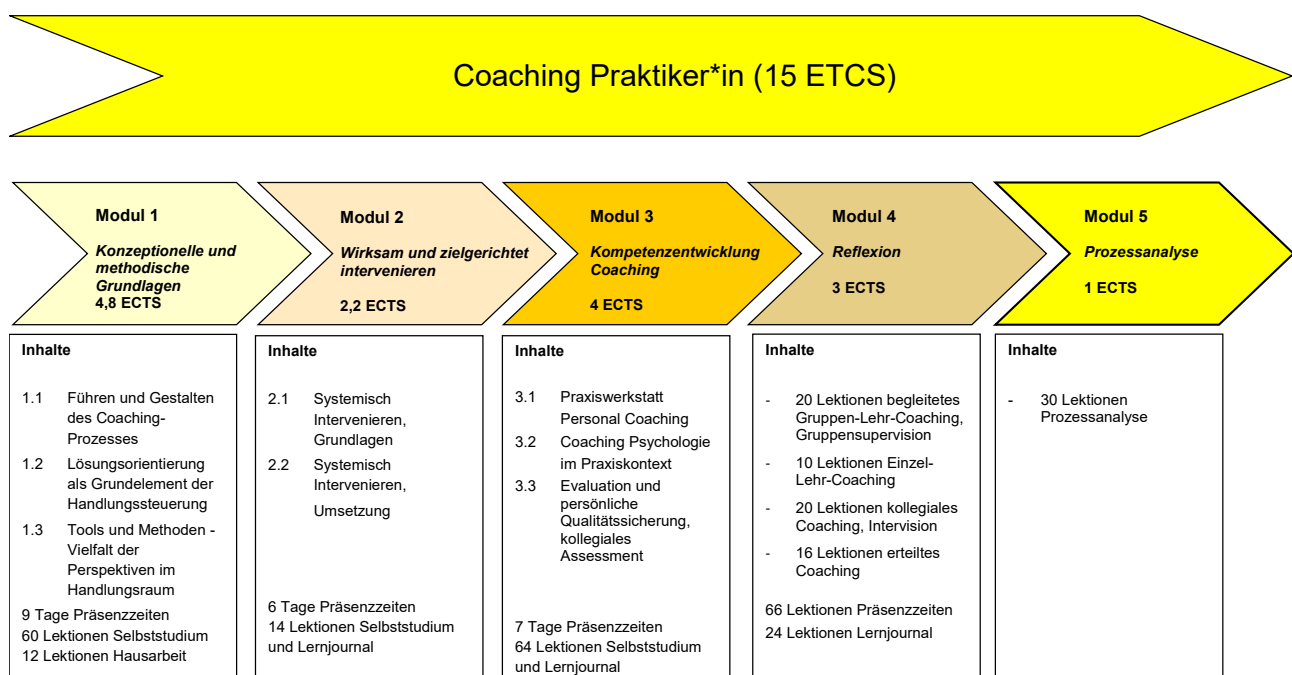 Coaching Praktiker*in (15 ETCS)
Modul 1
Konzeptionelle und
methodische
Grundlagen
4,8 ECTS
Modul 2
Wirksam und zielgerichtet
intervenieren
2,2 ECTS
Modul 3
Kompetenzentwicklung
Coaching
4 ECTS
Modul 4
Reflexion
3 ECTS
Modul 5
Prozessanalyse
1 ECTS
Inhalte
1.1 Führen und Gestalten
des Coaching-
Prozesses
1.2 Lösungsorientierung
als Grundelement der
Handlungssteuerung
1.3 Tools und Methoden -
Vielfalt der
Perspektiven im
Handlungsraum
9 Tage Präsenzzeiten
60 Lektionen Selbststudium
12 Lektionen Hausarbeit
Inhalte
2.1 Systemisch
Intervenieren,
Grundlagen
2.2 Systemisch
Intervenieren,
Umsetzung
6 Tage Präsenzzeiten
14 Lektionen Selbststudium
und Lernjournal
Inhalte
3.1 Praxiswerkstatt
Personal Coaching
3.2 Coaching Psychologie
im Praxiskontext
3.3 Evaluation und
persönliche
Qualitätssicherung,
kollegiales
Assessment
7 Tage Präsenzzeiten
64 Lektionen Selbststudium
und Lernjournal
Inhalte
- 20 Lektionen begleitetes
Gruppen-Lehr-Coaching,
Gruppensupervision
- 10 Lektionen Einzel-
Lehr-Coaching
- 20 Lektionen kollegiales
Coaching, Intervision
- 16 Lektionen erteiltes
Coaching
66 Lektionen Präsenzzeiten
24 Lektionen Lernjournal
Inhalte
- 30 Lektionen
Prozessanalyse